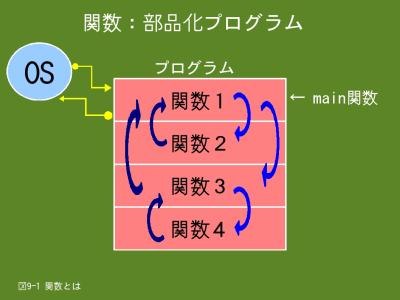 関数：部品化プログラム
OS
プログラム
関数１
← main関数
関数２
関数３
関数４
図9-1 関数とは